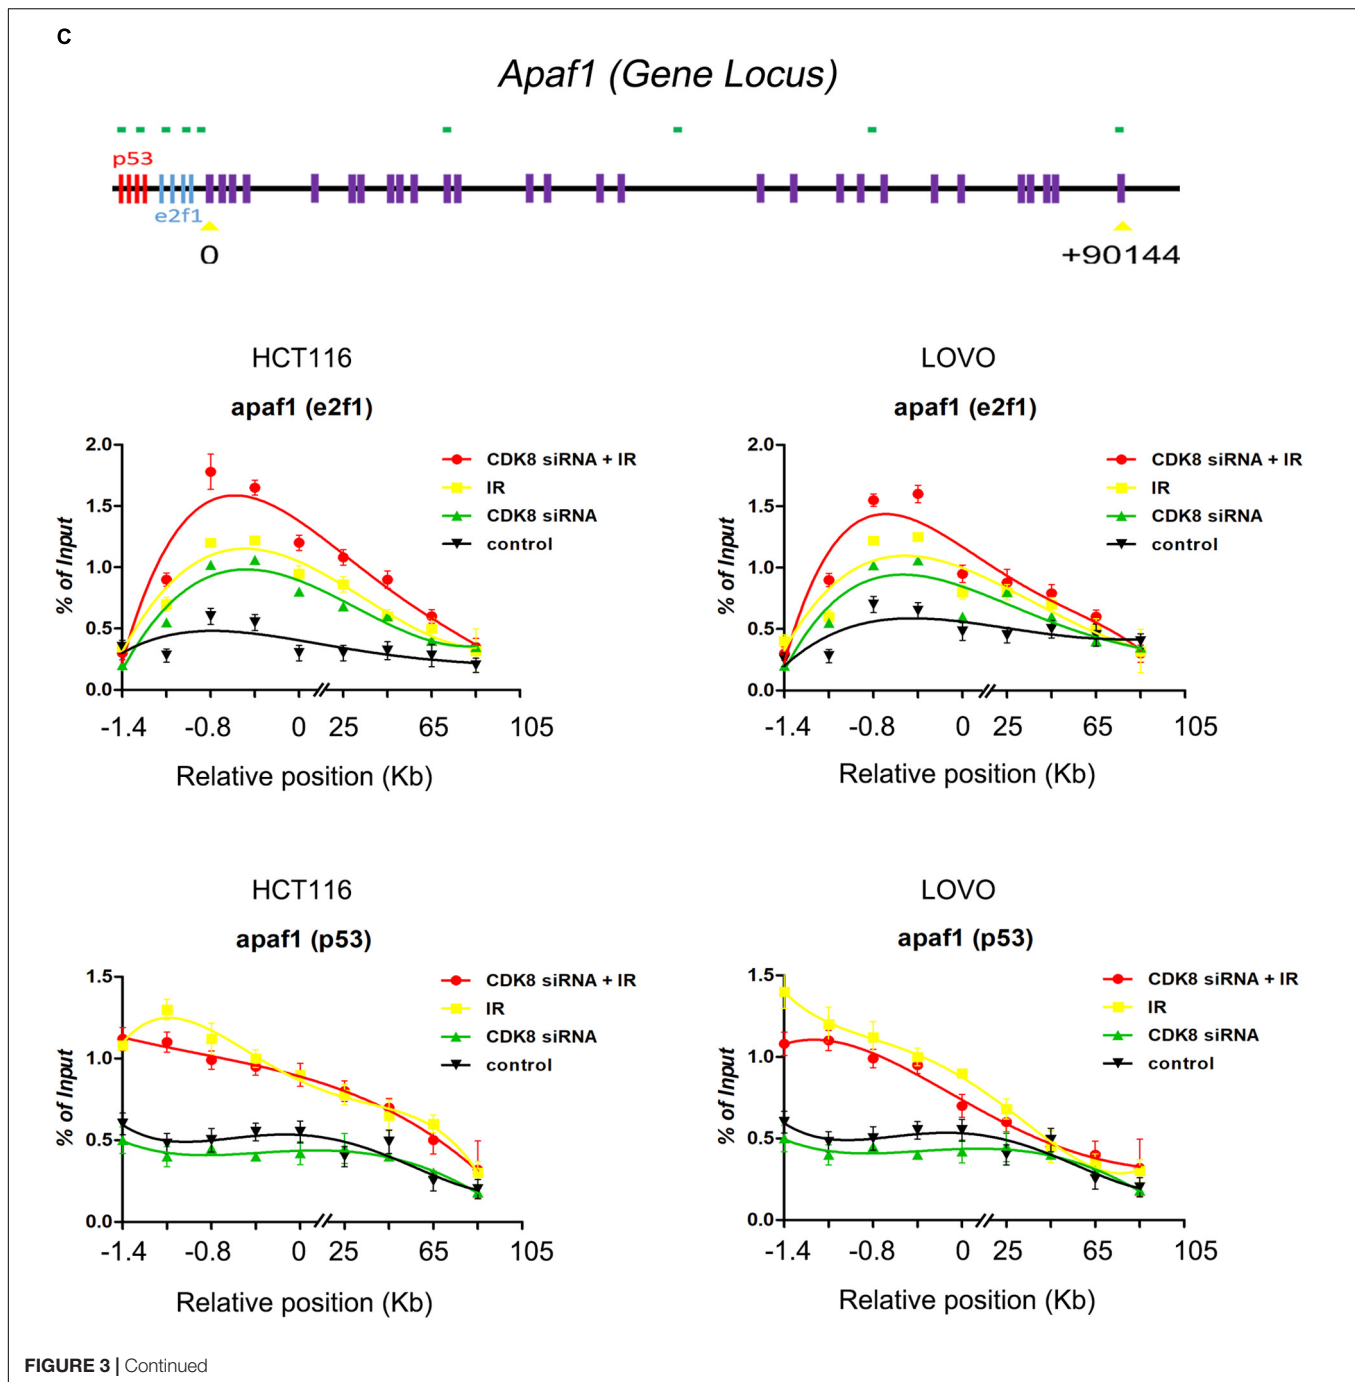 C
Apaf1 (Gene Locus)
p53
e2f1
0
+90144
HCT116
apaf1 (e2f1)
2.0
1.5
1.0
0.5
0.0
% of Input
CDK8 siRNA + IR
IR
CDK8 siRNA
control
-1.4 -0.8 0 25 65 105
Relative position (Kb)
LOVO
apaf1 (e2f1)
2.0
1.5
1.0
0.5
0.0
% of Input
CDK8 siRNA + IR
IR
CDK8 siRNA
control
-1.4 -0.8 0 25 65 105
Relative position (Kb)
HCT116
apaf1 (p53)
1.5
1.0
0.5
0.0
% of Input
CDK8 siRNA + IR
IR
CDK8 siRNA
control
-1.4 -0.8 0 25 65 105
Relative position (Kb)
LOVO
apaf1 (p53)
1.5
1.0
0.5
0.0
% of Input
CDK8 siRNA + IR
IR
CDK8 siRNA
control
-1.4 -0.8 0 25 65 105
Relative position (Kb)
FIGURE 3 | Continued